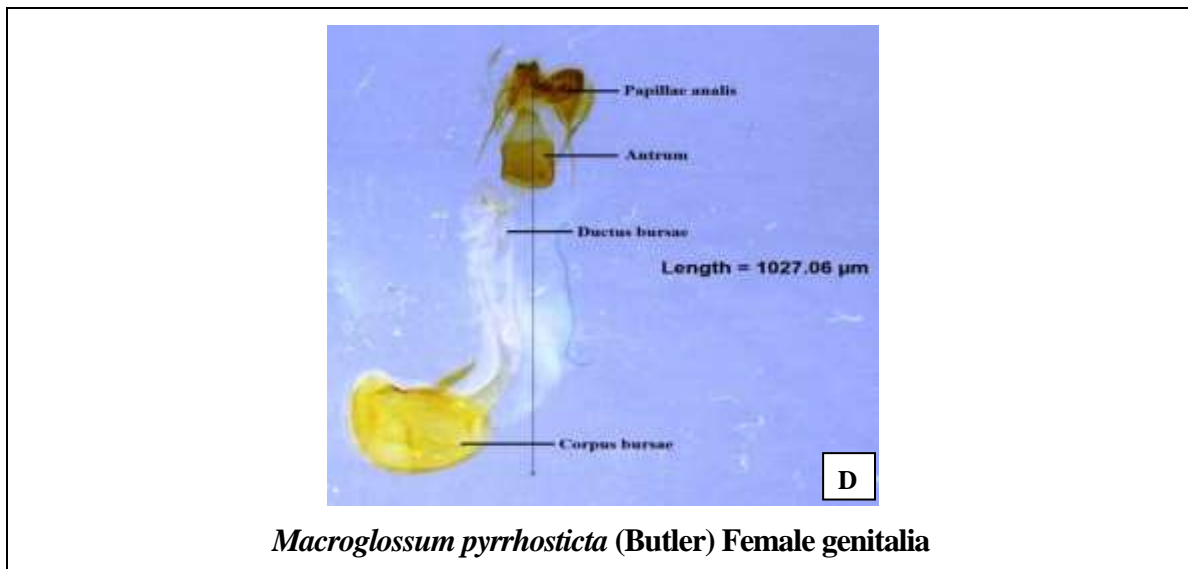 Papillae analis
Antrum
Ductus bursae
Length = 1027.06 µm
Corpus bursae
D
Macroglossum pyrrhosticta (Butler) Female genitalia